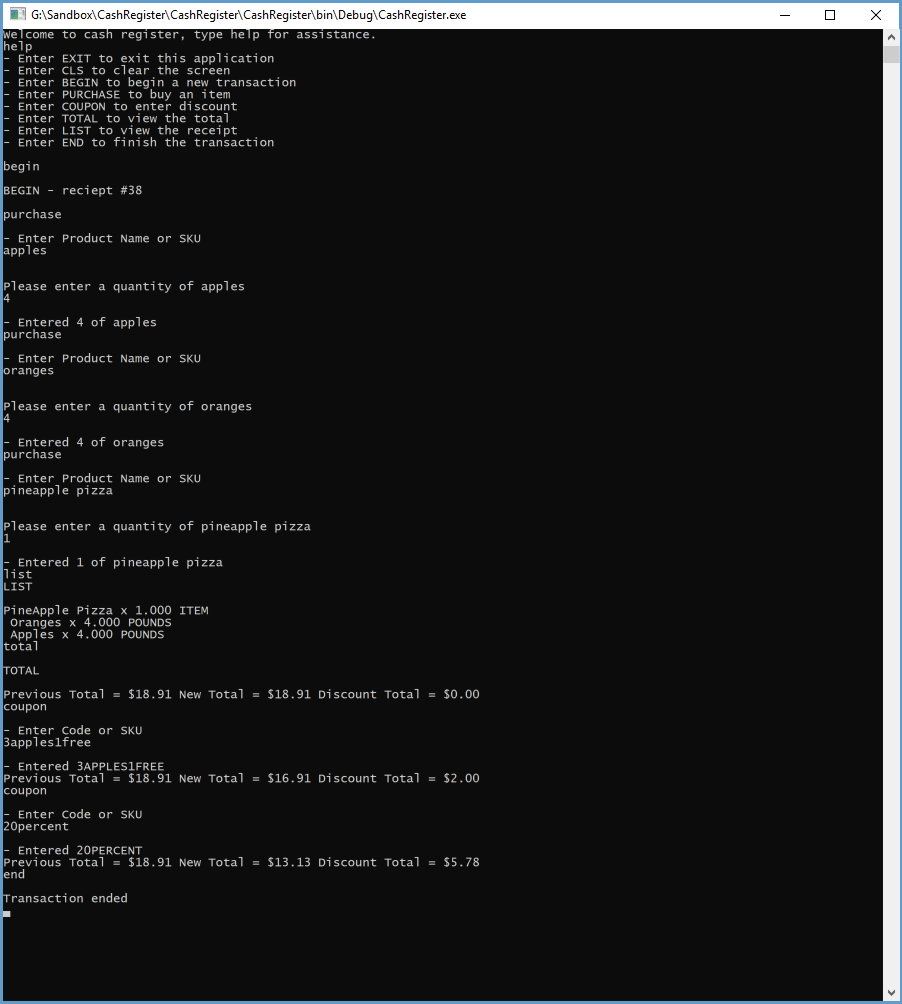 G:\Sandbox\CashRegister\CashRegister\CashRegister\bin\Debug\CashRegister.exe
Welcome to cash register, type help for assistance.
help
- Enter EXIT to exit this application
- Enter CLS to clear the screen
- Enter BEGIN to begin a new transaction
- Enter PURCHASE to buy an item
- Enter COUPON to enter discount
- Enter TOTAL to view the total
- Enter LIST to view the receipt
- Enter END to finish the transaction
begin
BEGIN - reciept #38
purchase
- Enter Product Name or SKU
apples
Please enter a quantity of apples
4
- Entered 4 of apples
purchase
- Enter Product Name or SKU
oranges
Please enter a quantity of oranges
4
- Entered 4 of oranges
purchase
- Enter Product Name or SKU
pineapple pizza
Please enter a quantity of pineapple pizza
1
- Entered 1 of pineapple pizza
list
LIST
PineApple Pizza x 1.000 ITEM
Oranges x 4.000 POUNDS
Apples x 4.000 POUNDS
total
TOTAL
Previous Total = $18.91 New Total = $18.91 Discount Total = $0.00
coupon
- Enter Code or SKU
3apples1free
- Entered 3APPLES1FREE
Previous Total = $18.91 New Total = $16.91 Discount Total = $2.00
coupon
- Enter Code or SKU
20percent
- Entered 20PERCENT
Previous Total = $18.91 New Total = $13.13 Discount Total = $5.78
end
Transaction ended